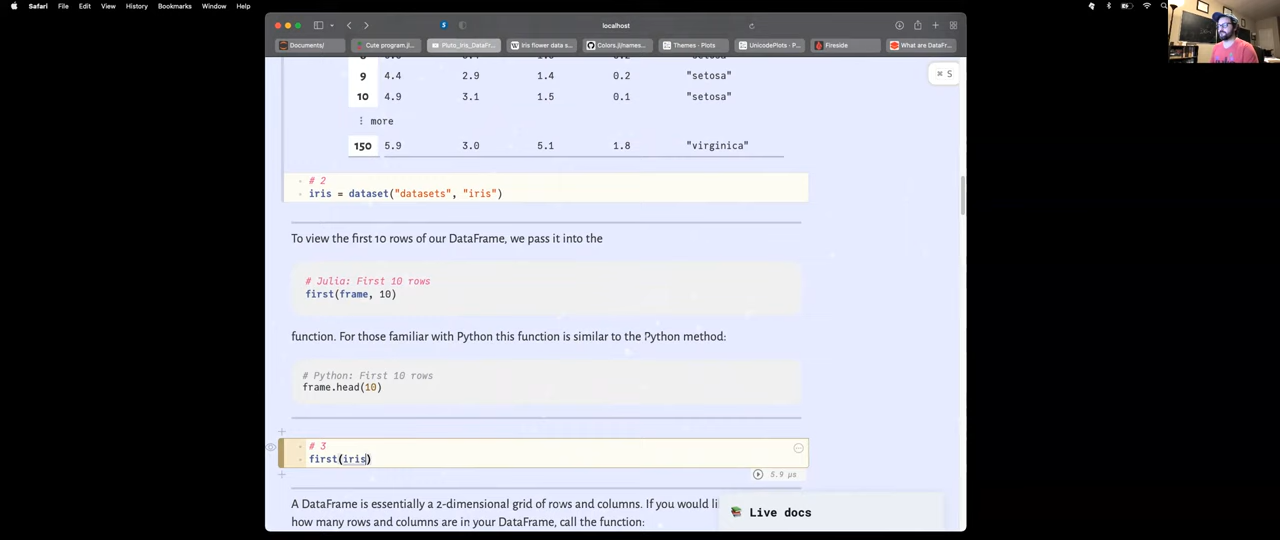 Safari File Edit View History Bookmarks Window Help
localhost
Documents/ Cute program.jl... Pluto_Iris_DataFr... Iris flower data s... Colors.jl/names... Themes · Plots UnicodePlots · P... Fireside What are DataFr...
⌘ S
9 4.4 2.9 1.4 0.2 "setosa"
10 4.9 3.1 1.5 0.1 "setosa"
⋮ more
150 5.9 3.0 5.1 1.8 "virginica"
# 2
iris = dataset("datasets", "iris")
To view the first 10 rows of our DataFrame, we pass it into the
# Julia: First 10 rows
first(frame, 10)
function. For those familiar with Python this function is similar to the Python method:
# Python: First 10 rows
frame.head(10)
# 3
first(iris)
5.9 μs
A DataFrame is essentially a 2-dimensional grid of rows and columns. If you would li
how many rows and columns are in your DataFrame, call the function:
Live docs